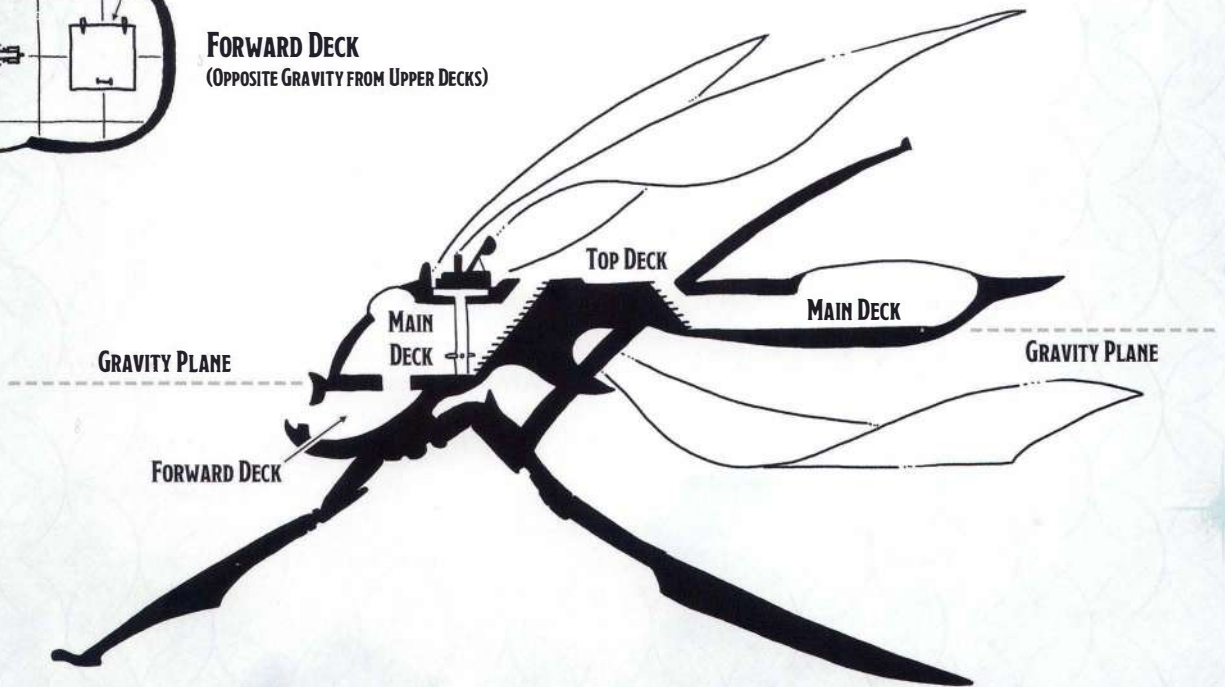 FORWARD DECK
(OPPOSITE GRAVITY FROM UPPER DECKS)
TOP DECK
MAIN DECK
MAIN
DECK
GRAVITY PLANE
GRAVITY PLANE
FORWARD DECK